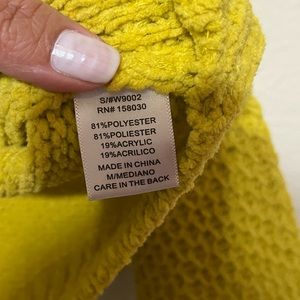 S/#W9002
RN# 158030
81%POLYESTER
81%POLIESTER
19%ACRYLIC
19%ACRILICO
MADE IN CHINA
M/MEDIANO
CARE IN THE BACK